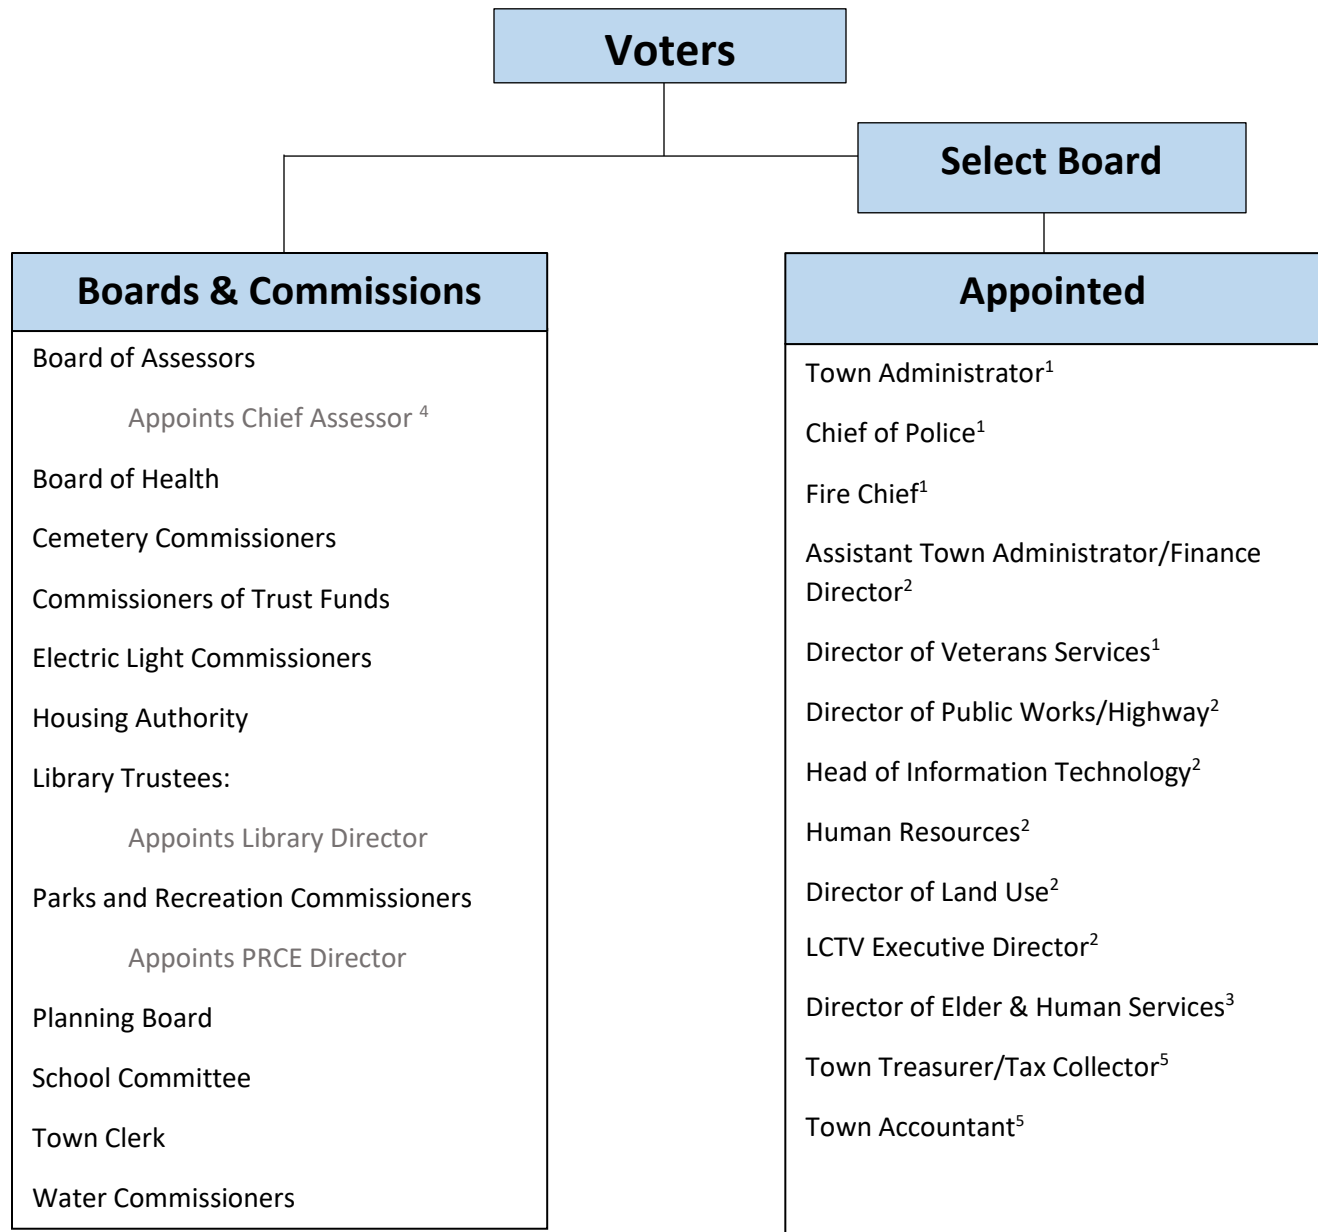 Voters
Select Board
Boards & Commissions
Board of Assessors
Appoints Chief Assessor ⁴
Board of Health
Cemetery Commissioners
Commissioners of Trust Funds
Electric Light Commissioners
Housing Authority
Library Trustees:
Appoints Library Director
Parks and Recreation Commissioners
Appoints PRCE Director
Planning Board
School Committee
Town Clerk
Water Commissioners
Appointed
Town Administrator¹
Chief of Police¹
Fire Chief¹
Assistant Town Administrator/Finance
Director²
Director of Veterans Services¹
Director of Public Works/Highway²
Head of Information Technology²
Human Resources²
Director of Land Use²
LCTV Executive Director²
Director of Elder & Human Services³
Town Treasurer/Tax Collector⁵
Town Accountant⁵